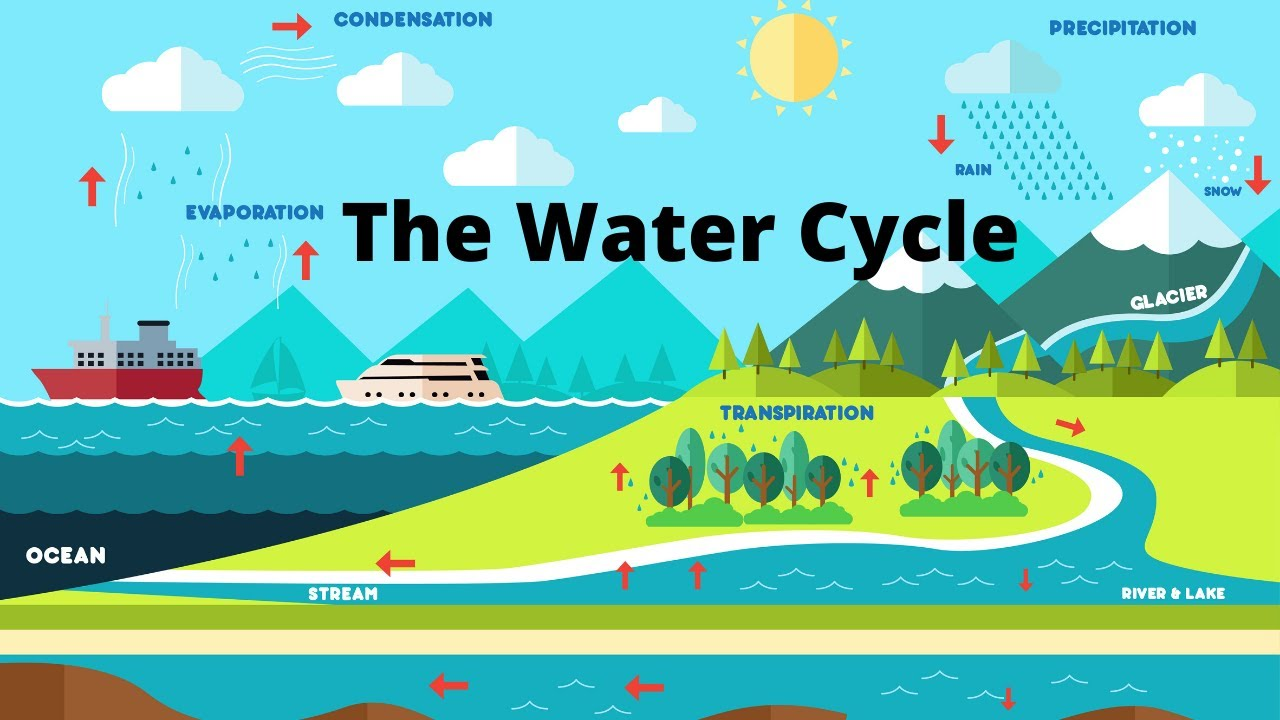 CONDENSATION
PRECIPITATION
RAIN
SNOW
EVAPORATION
The Water Cycle
GLACIER
TRANSPIRATION
OCEAN
STREAM
RIVER & LAKE